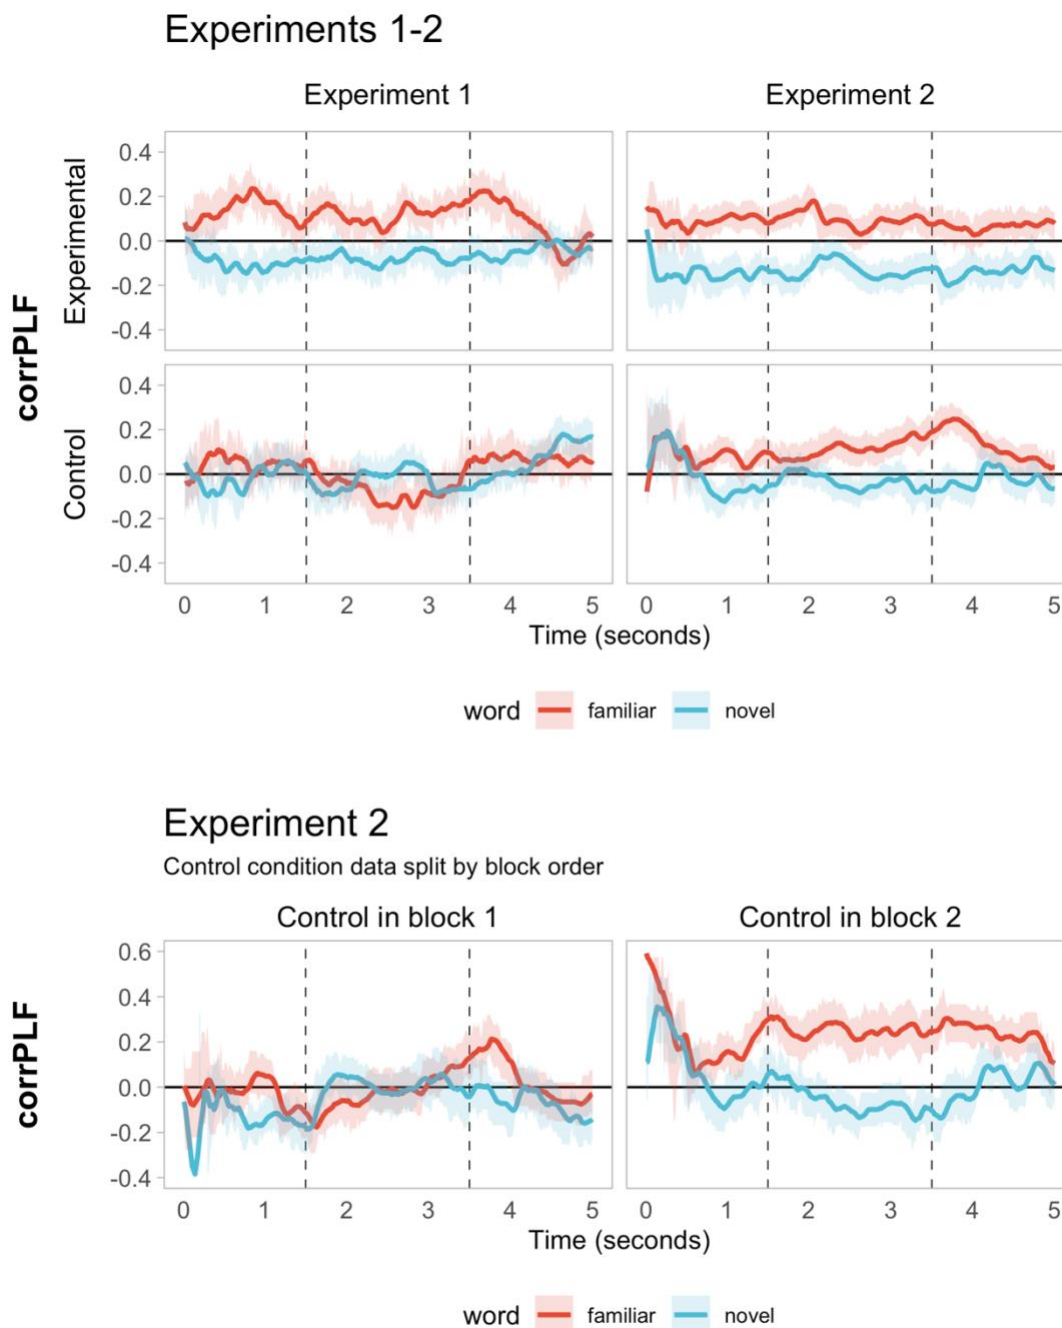 Experiments 1-2
Experiment 1 Experiment 2
corrPLF
Experimental
0.4
0.2
0.0
-0.2
-0.4
Control
0.4
0.2
0.0
-0.2
-0.4
0 1 2 3 4 5 0 1 2 3 4 5
Time (seconds)
word familiar novel
Experiment 2
Control condition data split by block order
Control in block 1 Control in block 2
corrPLF
0.6
0.4
0.2
0.0
-0.2
-0.4
0 1 2 3 4 5 0 1 2 3 4 5
Time (seconds)
word familiar novel